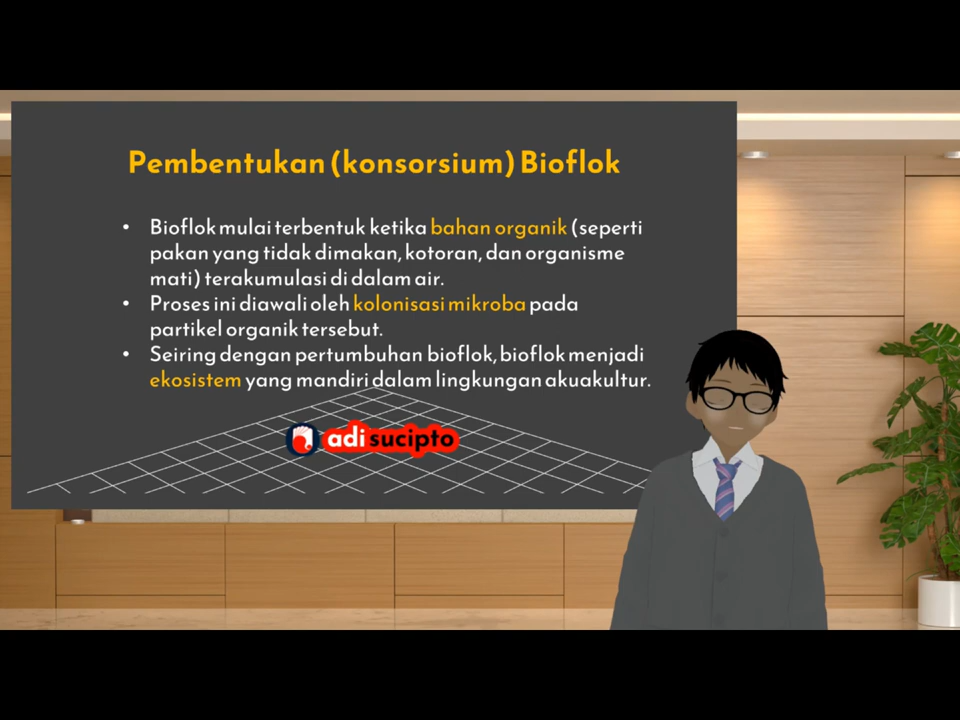 Pembentukan (konsorsium) Bioflok
• Bioflok mulai terbentuk ketika bahan organik (seperti
pakan yang tidak dimakan, kotoran, dan organisme
mati) terakumulasi di dalam air.
• Proses ini diawali oleh kolonisasi mikroba pada
partikel organik tersebut.
• Seiring dengan pertumbuhan bioflok, bioflok menjadi
ekosistem yang mandiri dalam lingkungan akuakultur.
adi sucipto